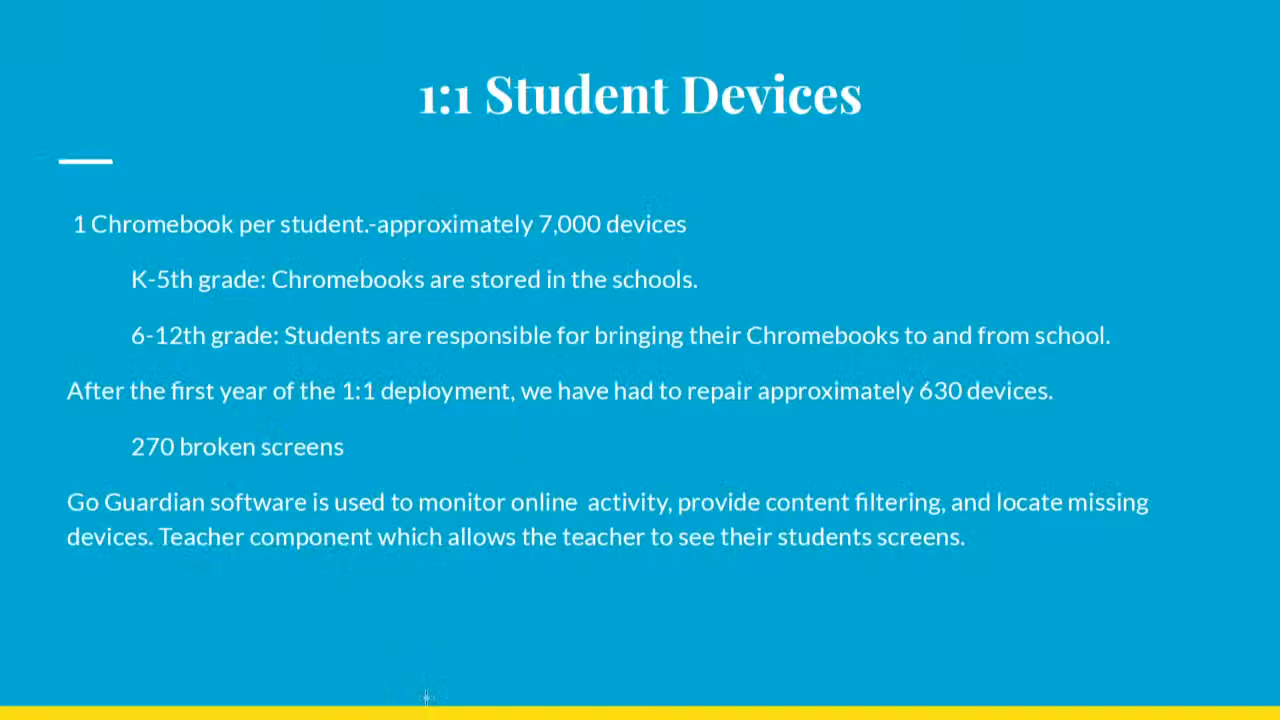 1:1 Student Devices
1 Chromebook per student.-approximately 7,000 devices
K-5th grade: Chromebooks are stored in the schools.
6-12th grade: Students are responsible for bringing their Chromebooks to and from school.
After the first year of the 1:1 deployment, we have had to repair approximately 630 devices.
270 broken screens
Go Guardian software is used to monitor online  activity, provide content filtering, and locate missing
devices. Teacher component which allows the teacher to see their students screens.